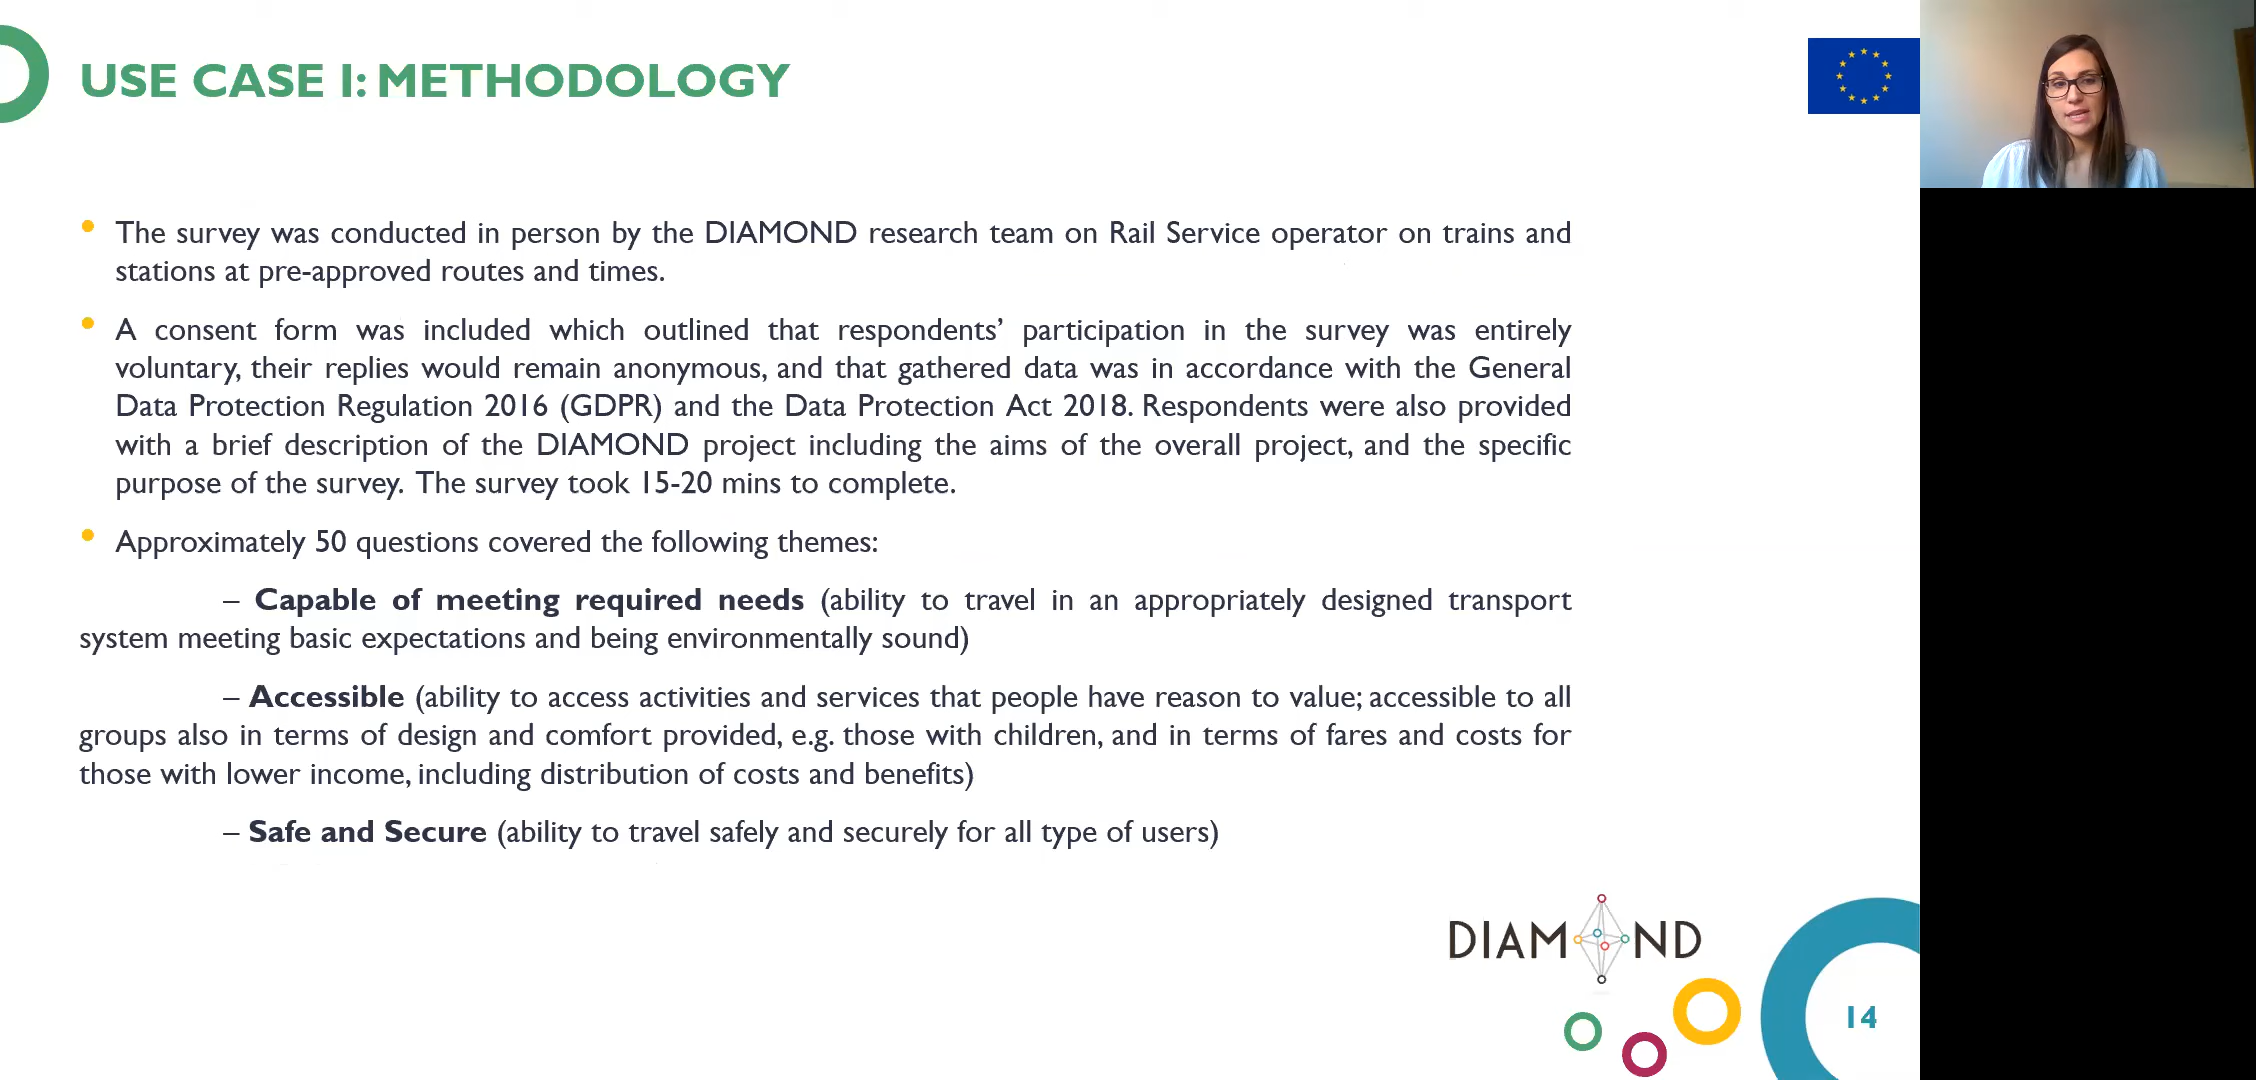 USE CASE I: METHODOLOGY
• The survey was conducted in person by the DIAMOND research team on Rail Service operator on trains and
stations at pre-approved routes and times.
• A consent form was included which outlined that respondents’ participation in the survey was entirely
voluntary, their replies would remain anonymous, and that gathered data was in accordance with the General
Data Protection Regulation 2016 (GDPR) and the Data Protection Act 2018. Respondents were also provided
with a brief description of the DIAMOND project including the aims of the overall project, and the specific
purpose of the survey. The survey took 15-20 mins to complete.
• Approximately 50 questions covered the following themes:
– Capable of meeting required needs (ability to travel in an appropriately designed transport
system meeting basic expectations and being environmentally sound)
– Accessible (ability to access activities and services that people have reason to value; accessible to all
groups also in terms of design and comfort provided, e.g. those with children, and in terms of fares and costs for
those with lower income, including distribution of costs and benefits)
– Safe and Secure (ability to travel safely and securely for all type of users)
DIAMOND
14